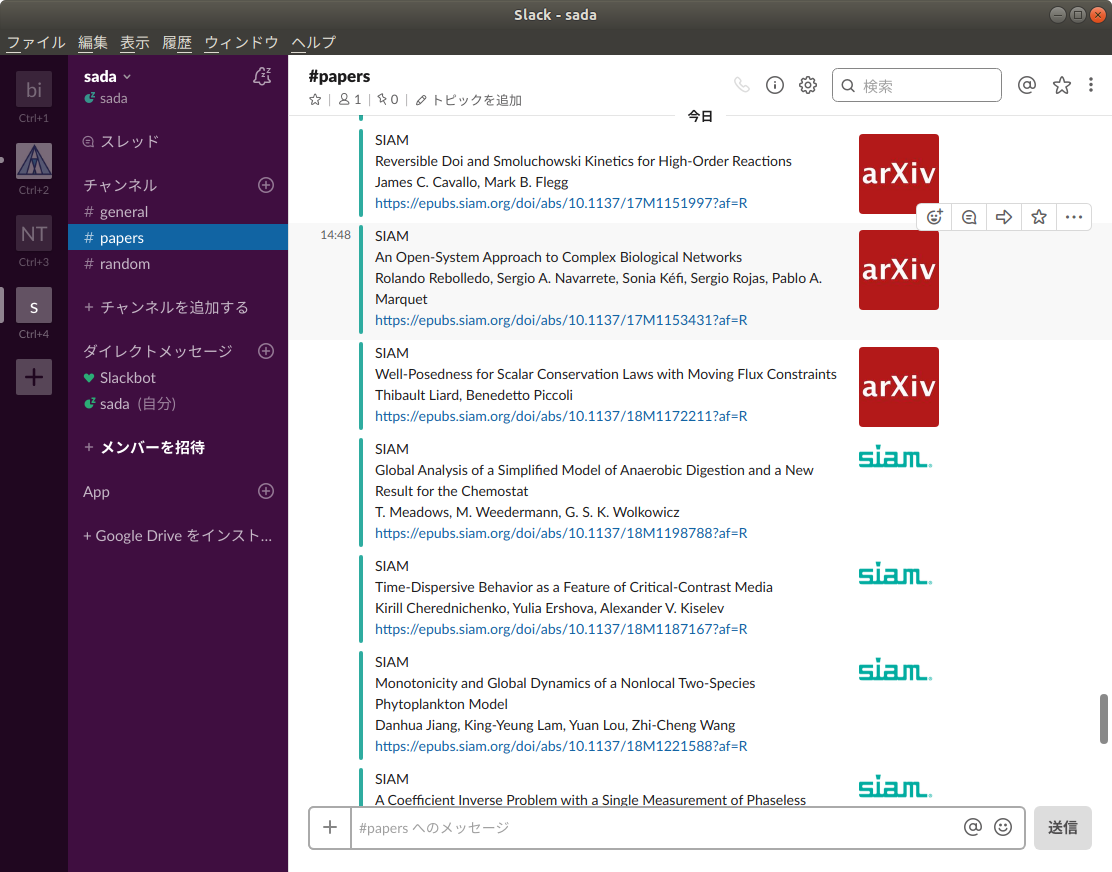 Slack - sada
ファイル 編集 表示 履歴 ウィンドウ ヘルプ
bi
Ctrl+1
Ctrl+2
NT
Ctrl+3
S
Ctrl+4
sada
sada
スレッド
チャンネル
# general
# papers
# random
+ チャンネルを追加する
ダイレクトメッセージ
Slackbot
sada (自分)
+ メンバーを招待
App
+ Google Drive をインスト...
#papers
1 | 0 | トピックを追加
検索
今日
SIAM
Reversible Doi and Smoluchowski Kinetics for High-Order Reactions
James C. Cavallo, Mark B. Flegg
https://epubs.siam.org/doi/abs/10.1137/17M1151997?af=R
arXiv
14:48
SIAM
An Open-System Approach to Complex Biological Networks
Rolando Rebolledo, Sergio A. Navarrete, Sonia Kéfi, Sergio Rojas, Pablo A.
Marquet
https://epubs.siam.org/doi/abs/10.1137/17M1153431?af=R
arXiv
SIAM
Well-Posedness for Scalar Conservation Laws with Moving Flux Constraints
Thibault Liard, Benedetto Piccoli
https://epubs.siam.org/doi/abs/10.1137/18M1172211?af=R
arXiv
SIAM
Global Analysis of a Simplified Model of Anaerobic Digestion and a New
Result for the Chemostat
T. Meadows, M. Weedermann, G. S. K. Wolkowicz
https://epubs.siam.org/doi/abs/10.1137/18M1198788?af=R
siam.
SIAM
Time-Dispersive Behavior as a Feature of Critical-Contrast Media
Kirill Cherednichenko, Yulia Ershova, Alexander V. Kiselev
https://epubs.siam.org/doi/abs/10.1137/18M1187167?af=R
siam.
SIAM
Monotonicity and Global Dynamics of a Nonlocal Two-Species
Phytoplankton Model
Danhua Jiang, King-Yeung Lam, Yuan Lou, Zhi-Cheng Wang
https://epubs.siam.org/doi/abs/10.1137/18M1221588?af=R
siam.
SIAM
A Coefficient Inverse Problem with a Single Measurement of Phaseless
siam.
#papers へのメッセージ
送信